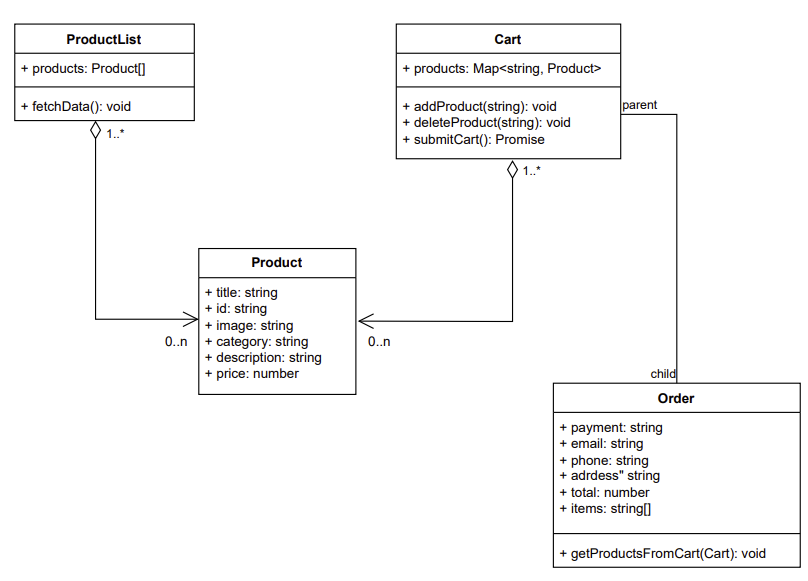 ProductList
+ products: Product[]
+ fetchData(): void
1..*
Cart
+ products: Map<string, Product>
+ addProduct(string): void
+ deleteProduct(string): void
+ submitCart(): Promise
parent
1..*
Product
+ title: string
+ id: string
+ image: string
+ category: string
+ description: string
+ price: number
0..n
0..n
child
Order
+ payment: string
+ email: string
+ phone: string
+ adrdess" string
+ total: number
+ items: string[]
+ getProductsFromCart(Cart): void